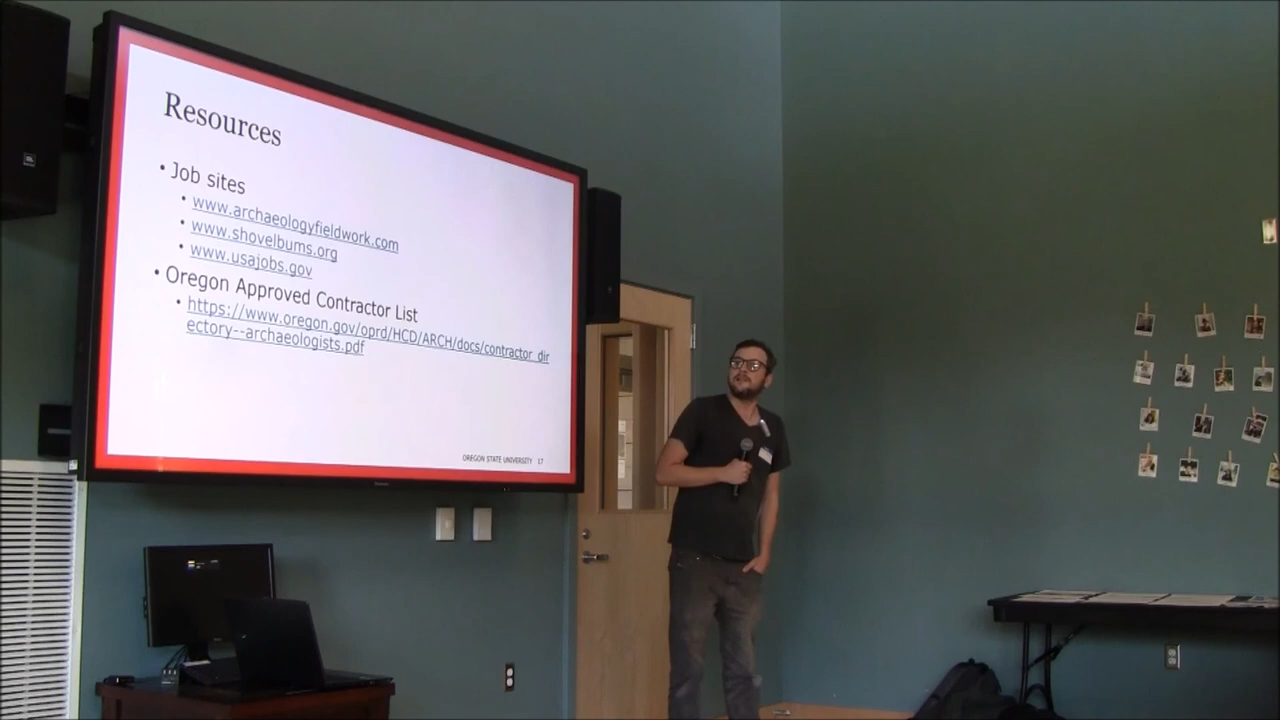 Resources
• Job sites
• www.archaeologyfieldwork.com
• www.shovelbums.org
• www.usajobs.gov
• Oregon Approved Contractor List
• https://www.oregon.gov/oprd/HCD/ARCH/docs/contractor_dir
ectory--archaeologists.pdf
OREGON STATE UNIVERSITY 17
JBL